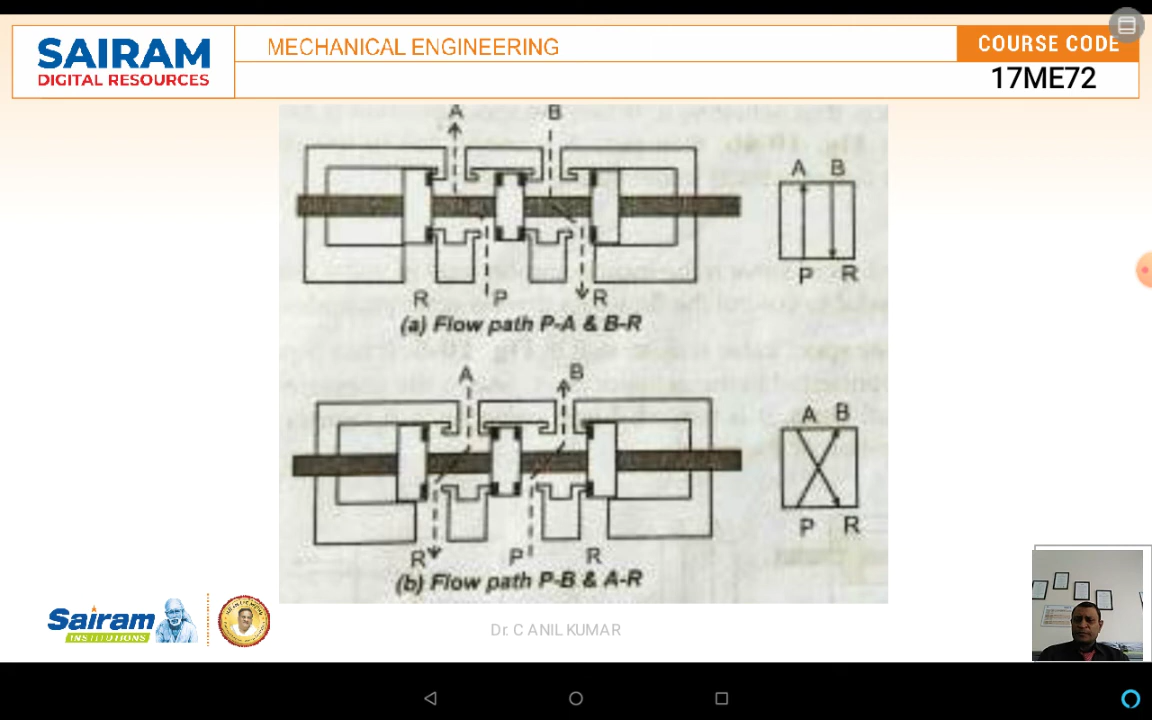 SAIRAM
DIGITAL RESOURCES
MECHANICAL ENGINEERING
COURSE CODE
17ME72
A B
A B
P R
R P R
(a) Flow path P-A & B-R
A B
A B
P R
R P R
(b) Flow path P-B & A-R
Sairam
INSTITUTIONS
Dr. C ANIL KUMAR